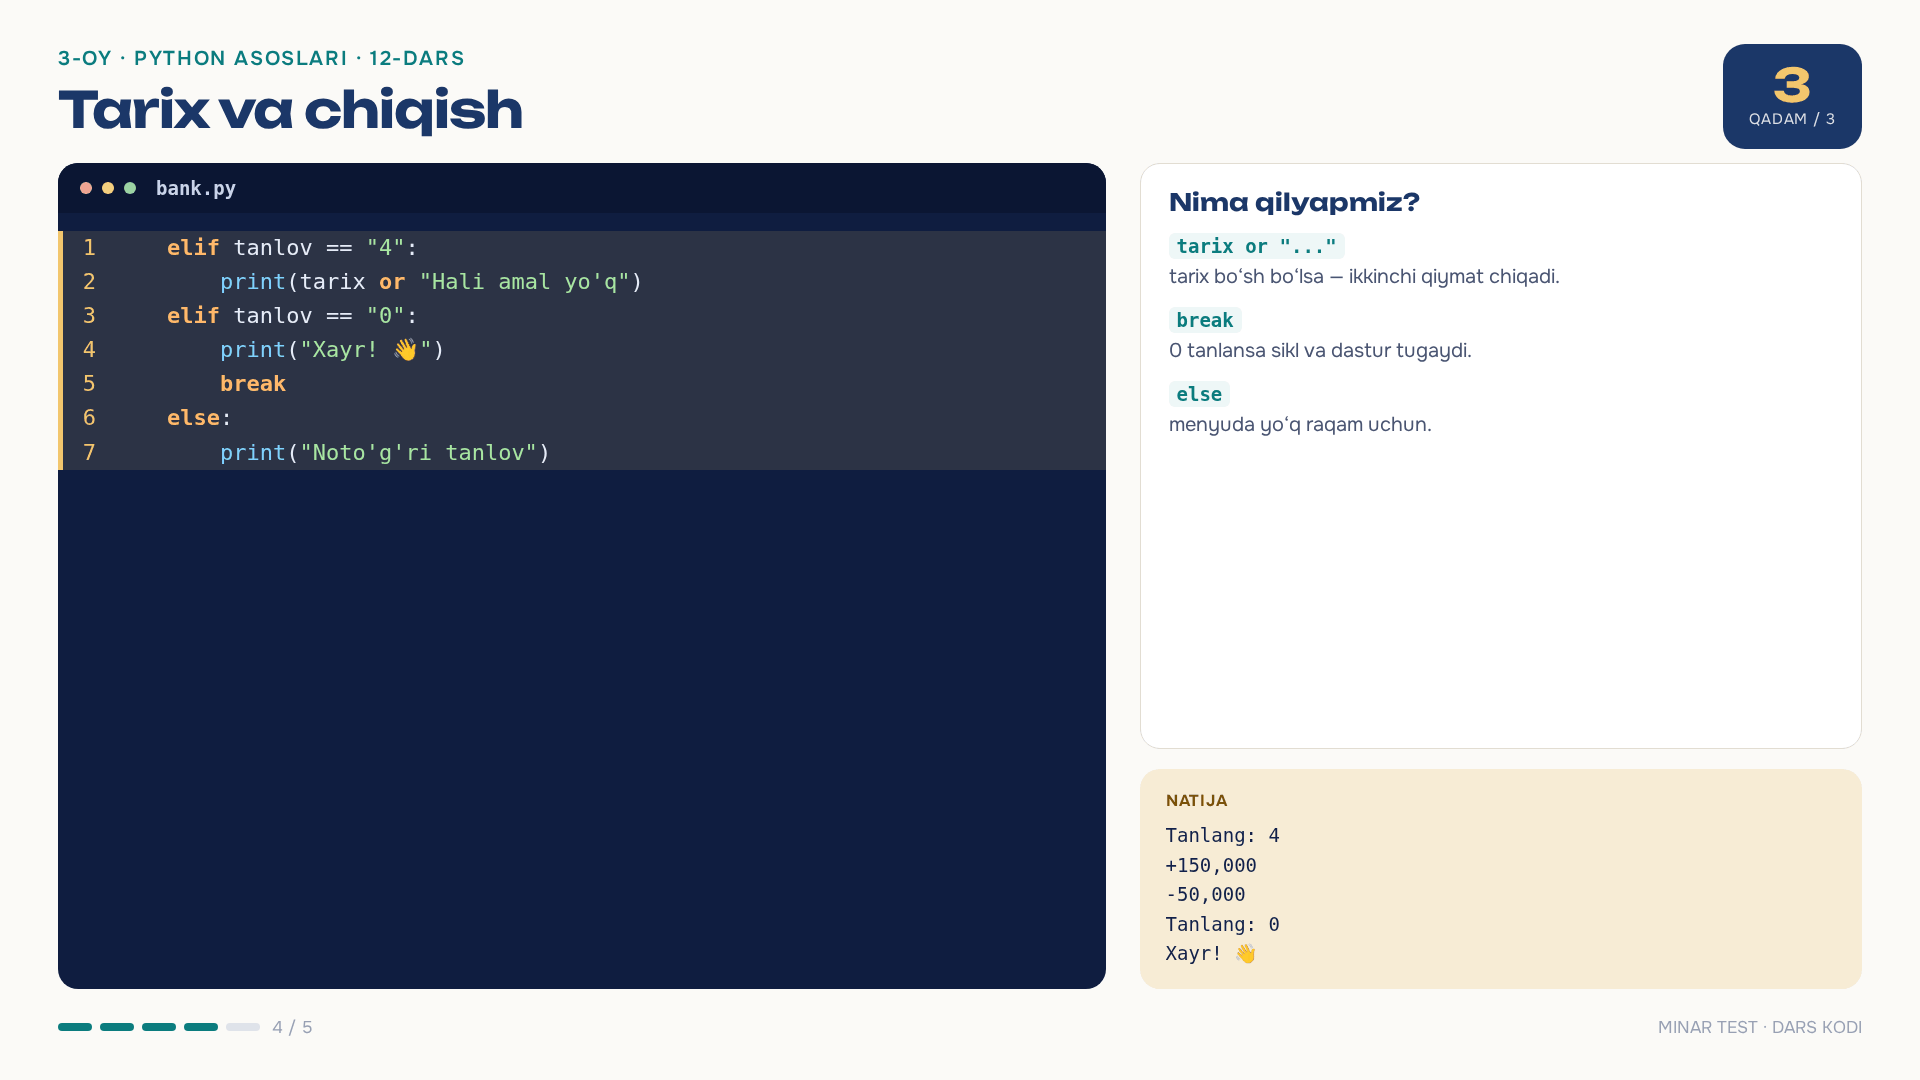 3-OY · PYTHON ASOSLARI · 12-DARS
Tarix va chiqish
3
QADAM / 3
bank.py
1 elif tanlov == "4":
2 print(tarix or "Hali amal yo'q")
3 elif tanlov == "0":
4 print("Xayr! 👋")
5 break
6 else:
7 print("Noto'g'ri tanlov")
Nima qilyapmiz?
tarix or "..."
tarix bo‘sh bo‘lsa — ikkinchi qiymat chiqadi.
break
0 tanlansa sikl va dastur tugaydi.
else
menyuda yo‘q raqam uchun.
NATIJA
Tanlang: 4
+150,000
-50,000
Tanlang: 0
Xayr! 👋
4 / 5
MINAR TEST · DARS KODI